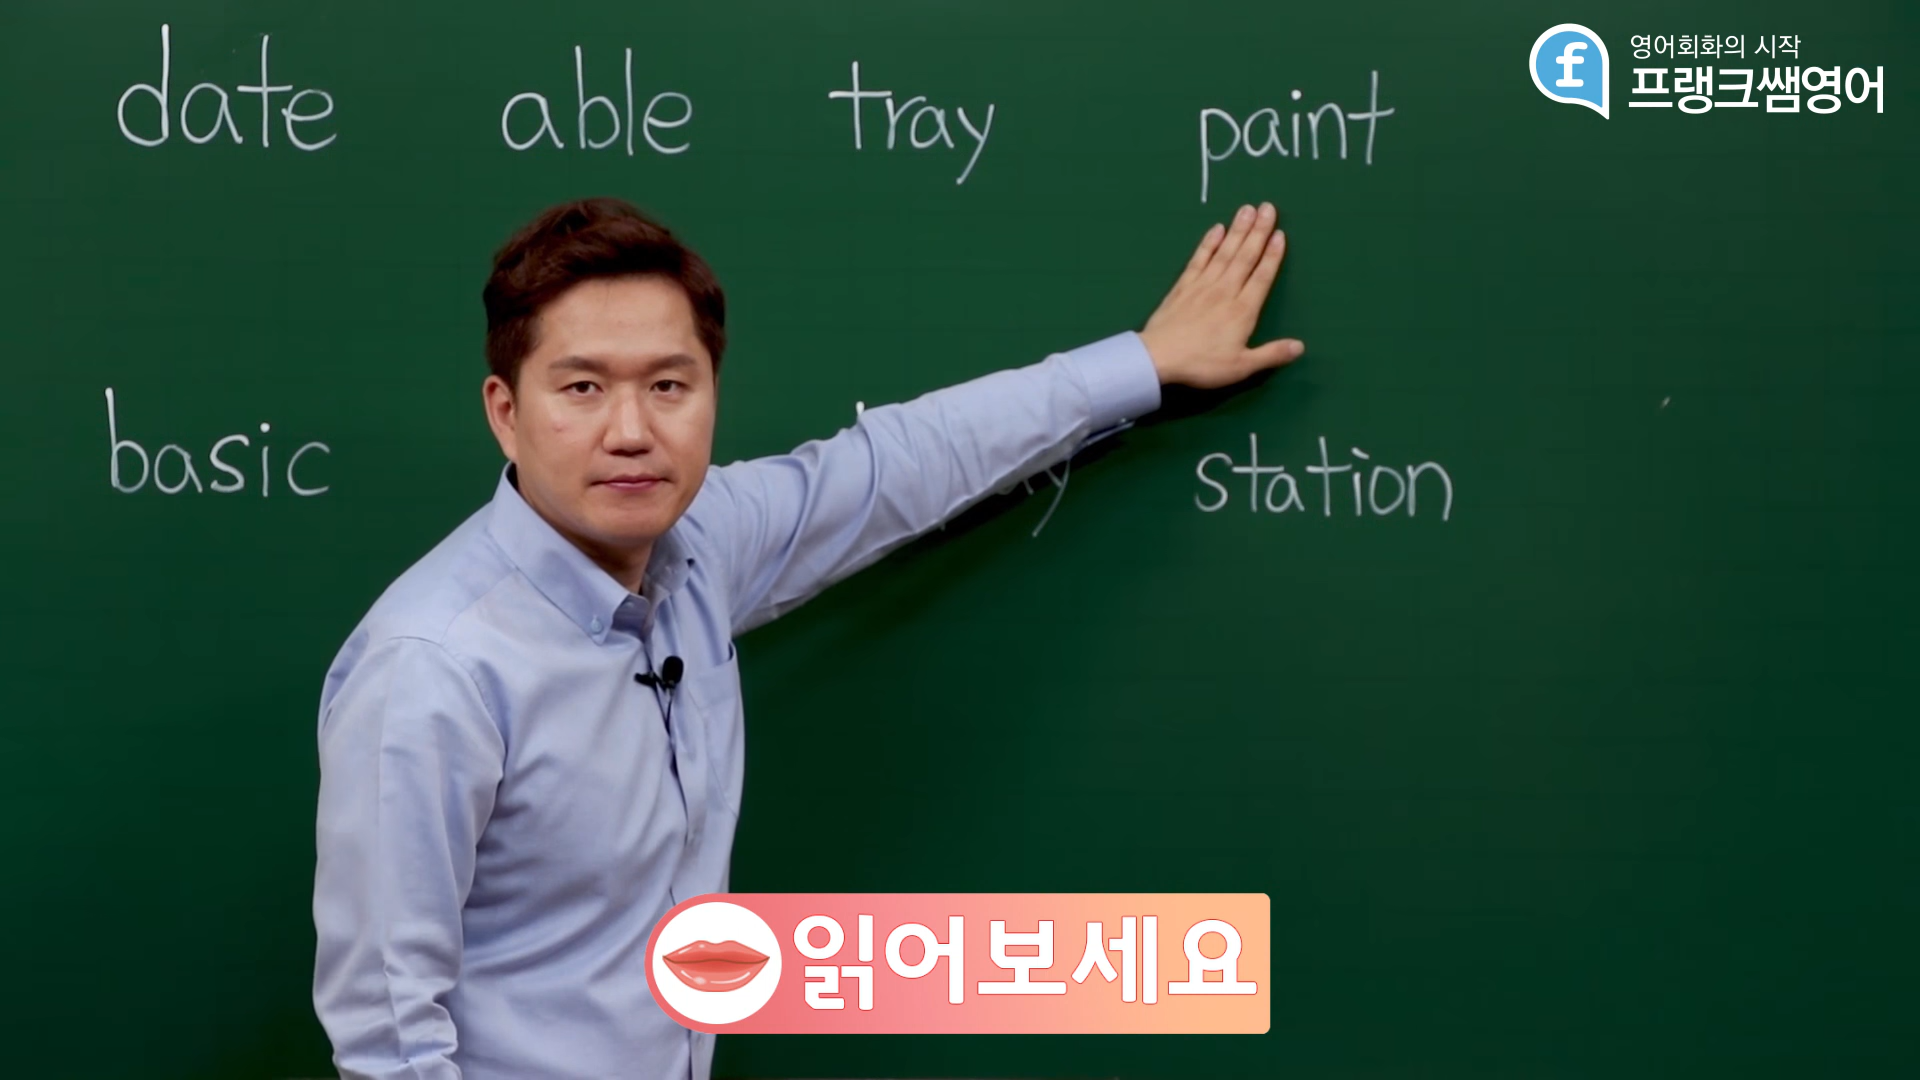 date able tray paint
영어회화의 시작
프랭크쌤영어
basic station
읽어보세요